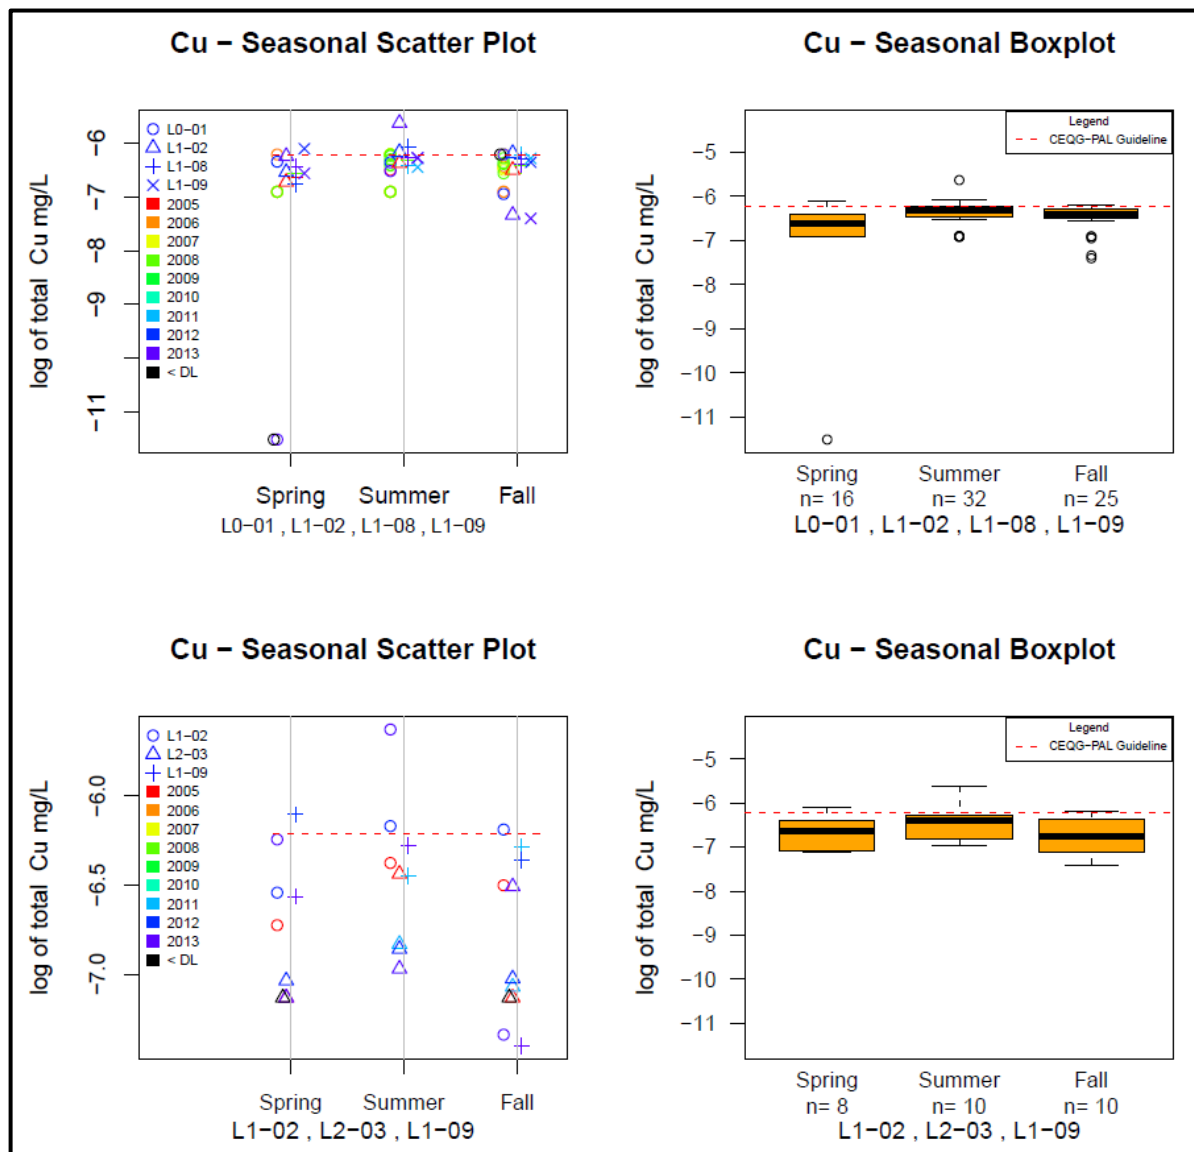 Cu − Seasonal Scatter Plot
log of total Cu mg/L
−6
−7
−8
−9
−11
L0−01
L1−02
L1−08
L1−09
2005
2006
2007
2008
2009
2010
2011
2012
2013
< DL
Spring Summer Fall
L0−01 , L1−02 , L1−08 , L1−09
Cu − Seasonal Boxplot
log of total Cu mg/L
−5
−6
−7
−8
−9
−10
−11
Legend
CEQG−PAL Guideline
Spring Summer Fall
n= 16 n= 32 n= 25
L0−01 , L1−02 , L1−08 , L1−09
Cu − Seasonal Scatter Plot
log of total Cu mg/L
−6.0
−6.5
−7.0
L1−02
L2−03
L1−09
2005
2006
2007
2008
2009
2010
2011
2012
2013
< DL
Spring Summer Fall
L1−02 , L2−03 , L1−09
Cu − Seasonal Boxplot
log of total Cu mg/L
−5
−6
−7
−8
−9
−10
−11
Legend
CEQG−PAL Guideline
Spring Summer Fall
n= 8 n= 10 n= 10
L1−02 , L2−03 , L1−09